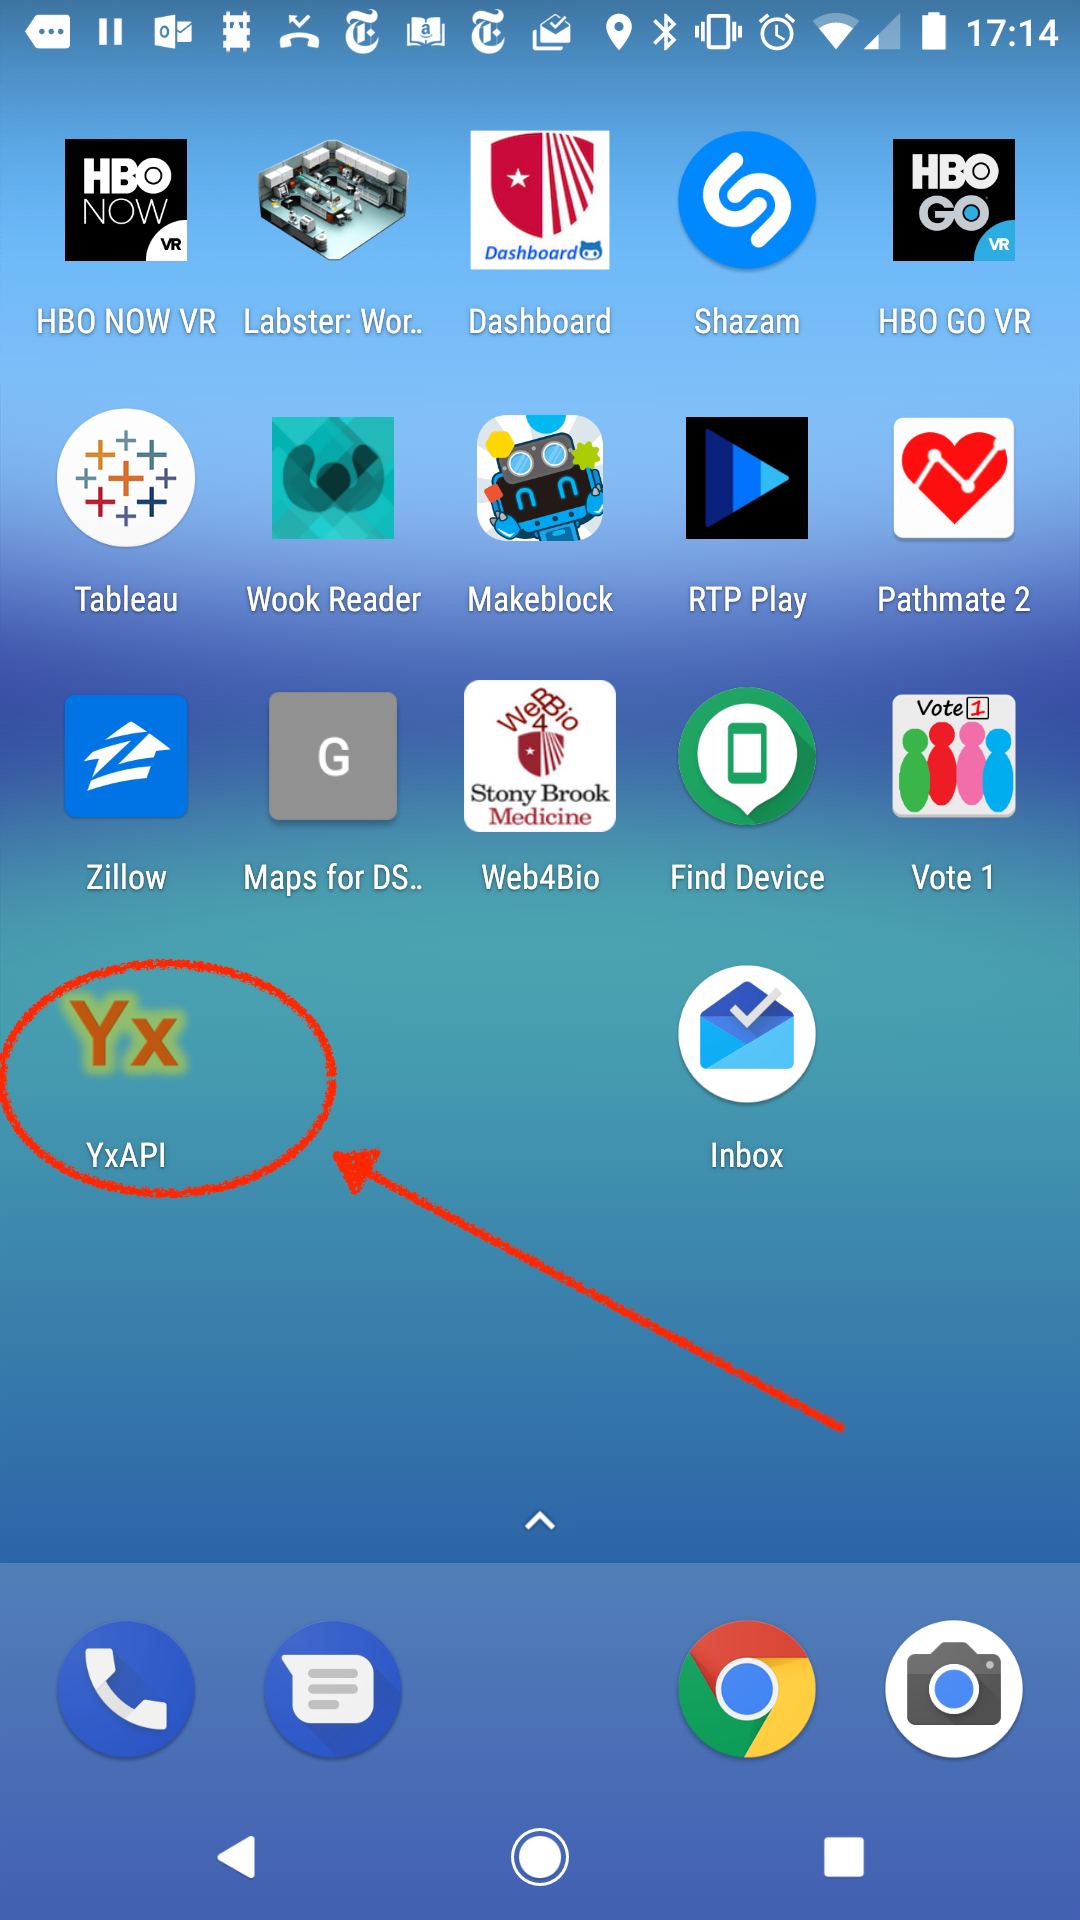 17:14
HBO
NOW
VR
Dashboard
HBO
GO
VR
HBO NOW VR
Labster: Wor..
Dashboard
Shazam
HBO GO VR
Tableau
Wook Reader
Makeblock
RTP Play
Pathmate 2
G
WeBBio
4
Stony Brook
Medicine
Vote 1
Zillow
Maps for DS..
Web4Bio
Find Device
Vote 1
Yx
YxAPI
Inbox